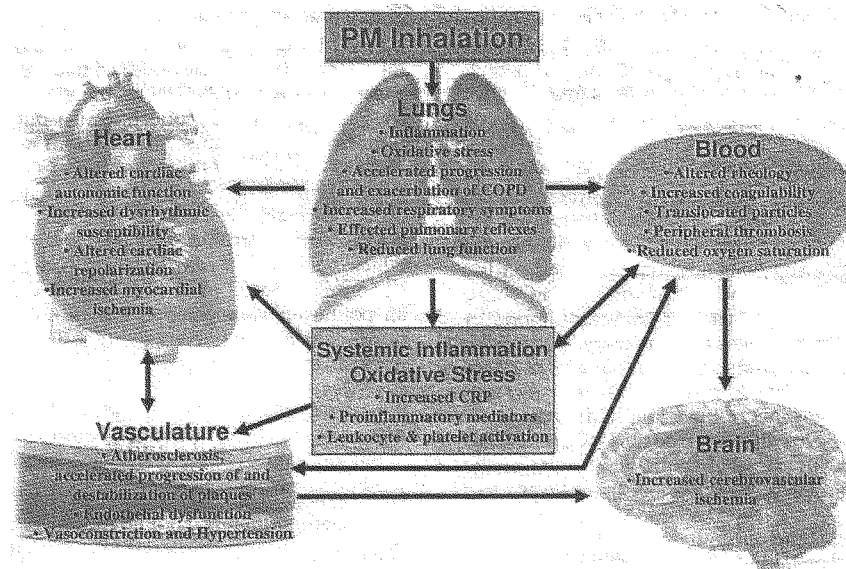 PM Inhalation
Lungs
• Inflammation
• Oxidative stress
• Accelerated progression
and exacerbation of COPD
• Increased respiratory symptoms
• Effected pulmonary reflexes
• Reduced lung function
Heart
• Altered cardiac
autonomic function
• Increased dysrhythmic
susceptibility
• Altered cardiac
repolarization
• Increased myocardial
ischemia
Blood
• Altered rheology
• Increased coagulability
• Translocated particles
• Peripheral thrombosis
• Reduced oxygen saturation
Systemic Inflammation
Oxidative Stress
• Increased CRP
• Proinflammatory mediators
• Leukocyte & platelet activation
Vasculature
• Atherosclerosis,
accelerated progression of and
destabilization of plaques
• Endothelial dysfunction
• Vasoconstriction and Hypertension
Brain
• Increased cerebrovascular
ischemia